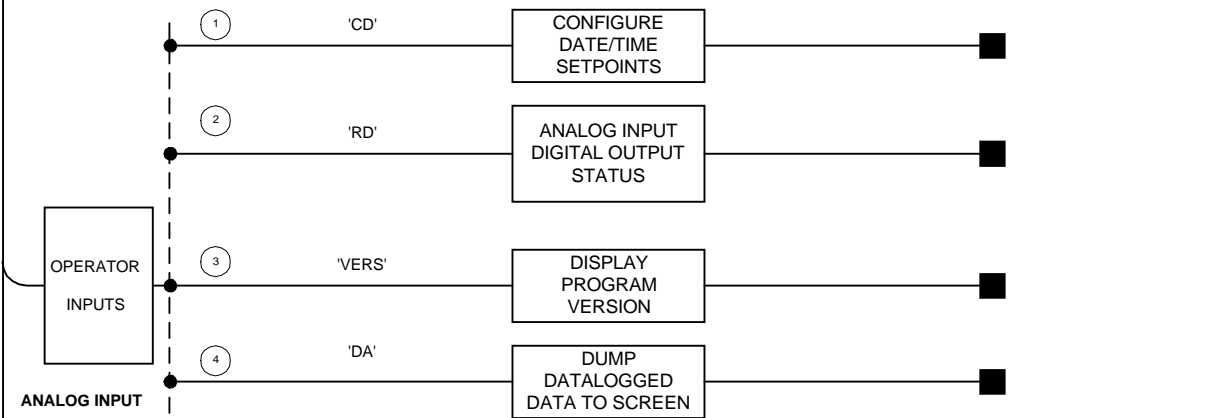 1
'CD'
CONFIGURE
DATE/TIME
SETPOINTS
2
'RD'
ANALOG INPUT
DIGITAL OUTPUT
STATUS
OPERATOR
INPUTS
3
'VERS'
DISPLAY
PROGRAM
VERSION
4
'DA'
DUMP
DATALOGGED
DATA TO SCREEN
ANALOG INPUT